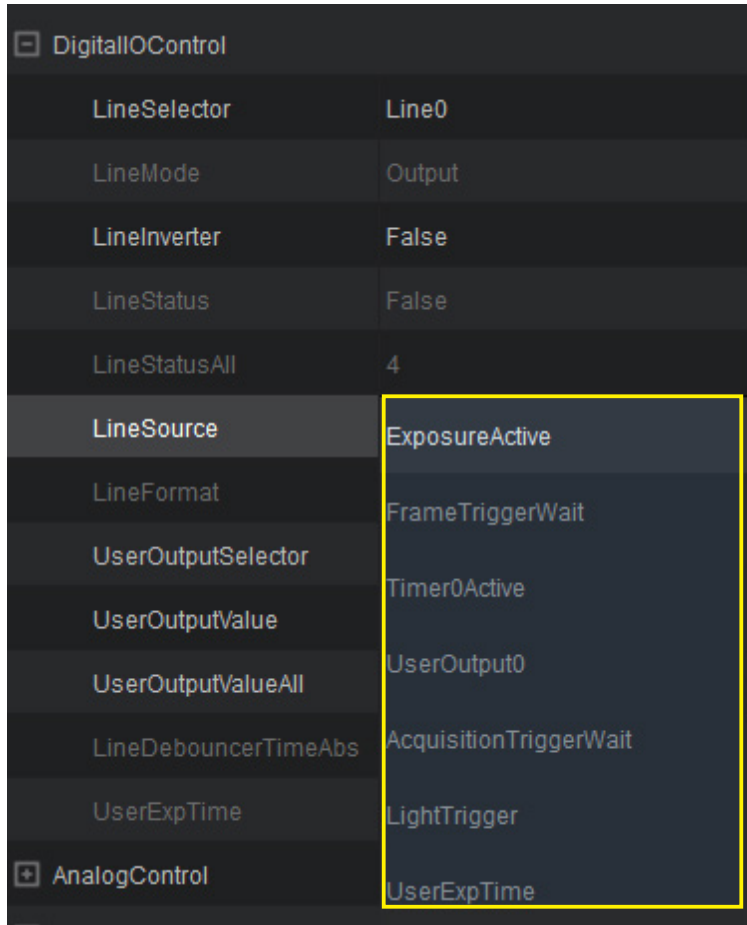 DigitalIOControl
LineSelector Line0
LineMode Output
LineInverter False
LineStatus False
LineStatusAll 4
LineSource ExposureActive
LineFormat FrameTriggerWait
UserOutputSelector
Timer0Active
UserOutputValue
UserOutput0
UserOutputValueAll
LineDebouncerTimeAbs AcquisitionTriggerWait
UserExpTime LightTrigger
AnalogControl UserExpTime